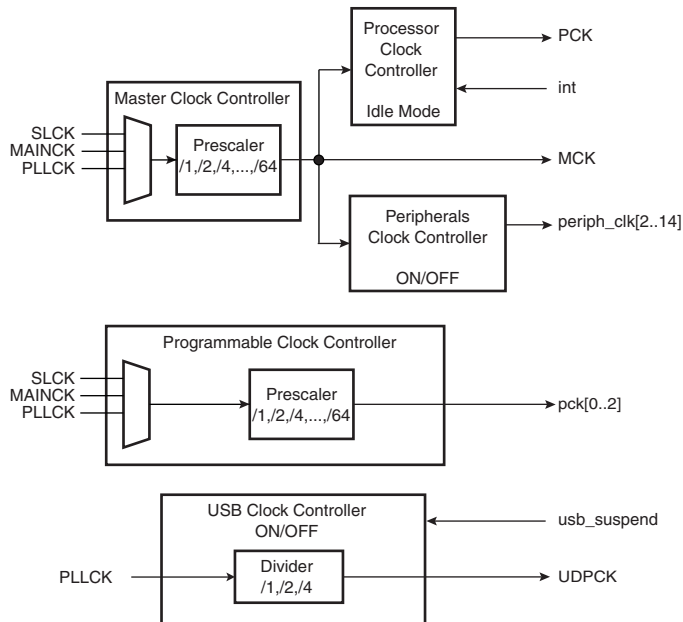 Processor
Clock
Controller
Idle Mode
PCK
int
Master Clock Controller
SLCK
MAINCK
PLLCK
Prescaler
/1,/2,/4,...,/64
MCK
Peripherals
Clock Controller
ON/OFF
periph_clk[2..14]
Programmable Clock Controller
SLCK
MAINCK
PLLCK
Prescaler
/1,/2,/4,...,/64
pck[0..2]
USB Clock Controller
ON/OFF
usb_suspend
PLLCK
Divider
/1,/2,/4
UDPCK